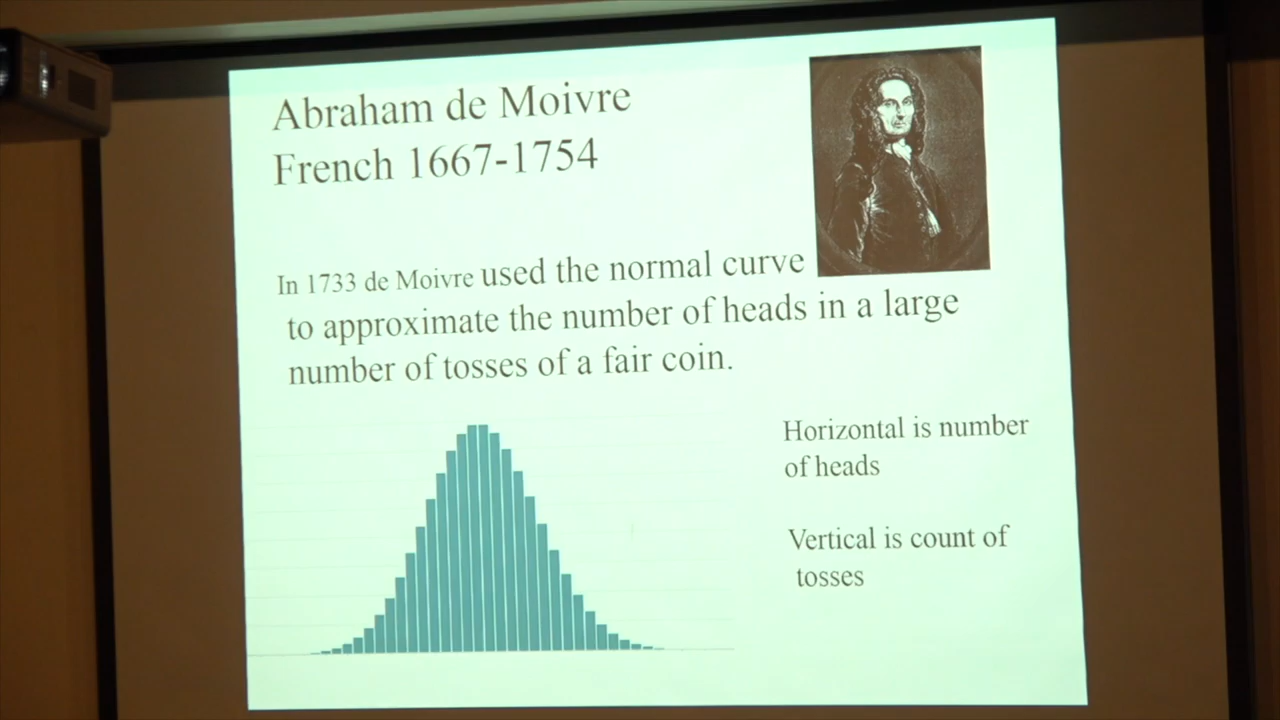 Abraham de Moivre
French 1667-1754
In 1733 de Moivre used the normal curve
to approximate the number of heads in a large
number of tosses of a fair coin.
Horizontal is number
of heads
Vertical is count of
tosses